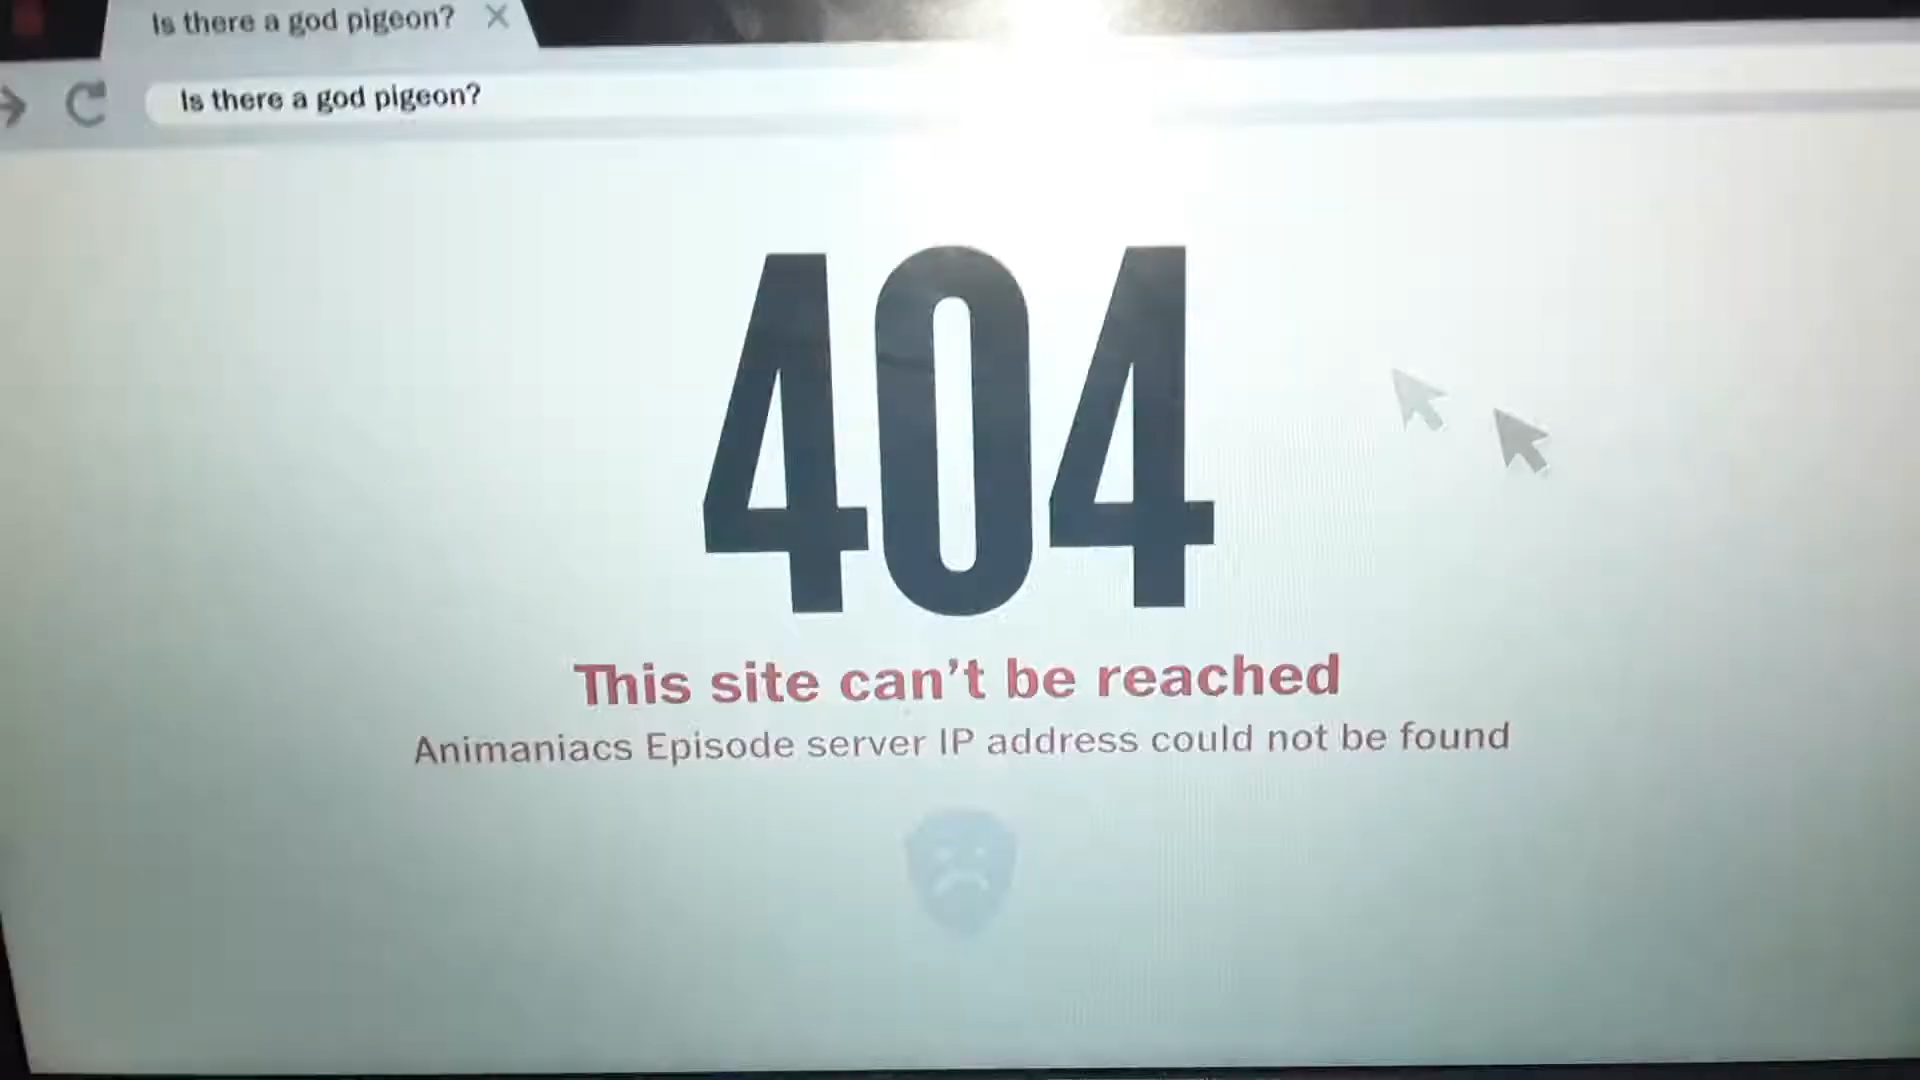 Is there a god pigeon?
Is there a god pigeon?
404
This site can't be reached
Animaniacs Episode server IP address could not be found